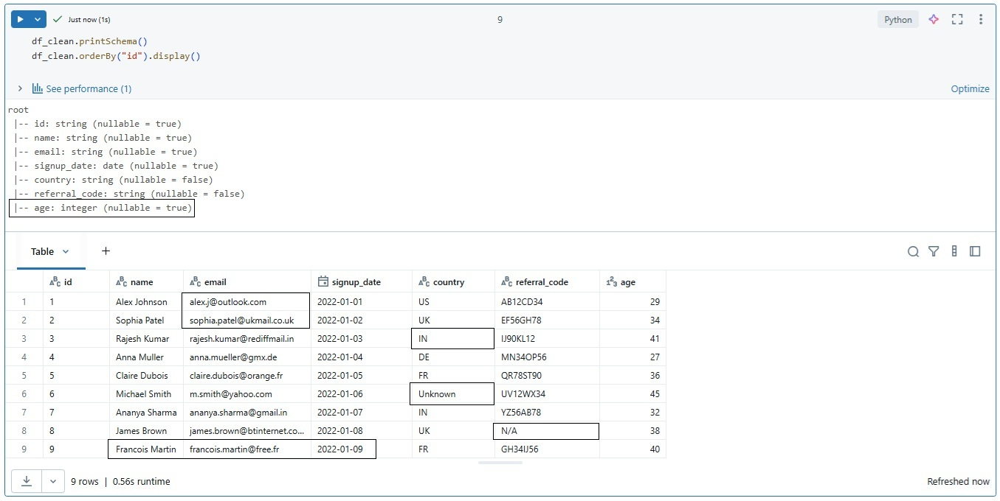 Just now (1s)
9
Python
df_clean.printSchema()
df_clean.orderBy("id").display()
See performance (1)
Optimize
root
|-- id: string (nullable = true)
|-- name: string (nullable = true)
|-- email: string (nullable = true)
|-- signup_date: date (nullable = true)
|-- country: string (nullable = false)
|-- referral_code: string (nullable = false)
|-- age: integer (nullable = true)
Table +
ABC id ABC name ABC email signup_date ABC country ABC referral_code 123 age
1 1 Alex Johnson alex.j@outlook.com 2022-01-01 US AB12CD34 29
2 2 Sophia Patel sophia.patel@ukmail.co.uk 2022-01-02 UK EF56GH78 34
3 3 Rajesh Kumar rajesh.kumar@rediffmail.in 2022-01-03 IN IJ90KL12 41
4 4 Anna Muller anna.mueller@gmx.de 2022-01-04 DE MN34OP56 27
5 5 Claire Dubois claire.dubois@orange.fr 2022-01-05 FR QR78ST90 36
6 6 Michael Smith m.smith@yahoo.com 2022-01-06 Unknown UV12WX34 45
7 7 Ananya Sharma ananya.sharma@gmail.in 2022-01-07 IN YZ56AB78 32
8 8 James Brown james.brown@btinternet.co... 2022-01-08 UK N/A 38
9 9 Francois Martin francois.martin@free.fr 2022-01-09 FR GH34IJ56 40
9 rows | 0.56s runtime
Refreshed now